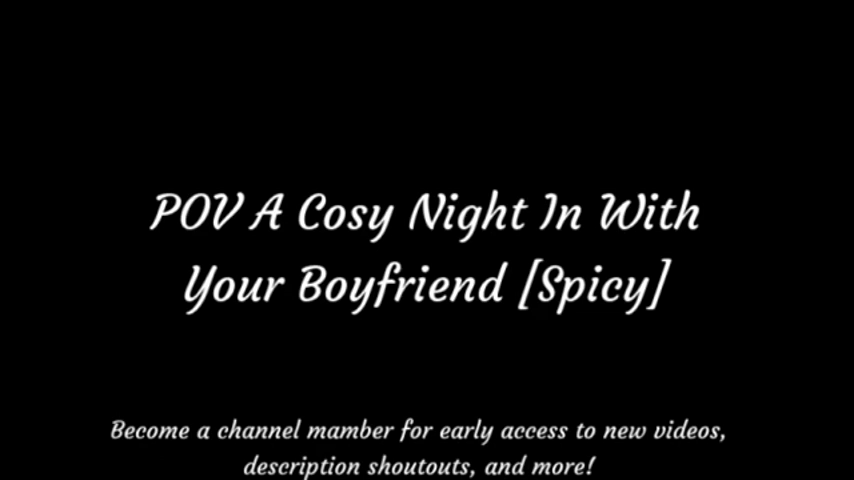 POV A Cosy Night In With
Your Boyfriend [Spicy]
Become a channel mamber for early access to new videos,
description shoutouts, and more!